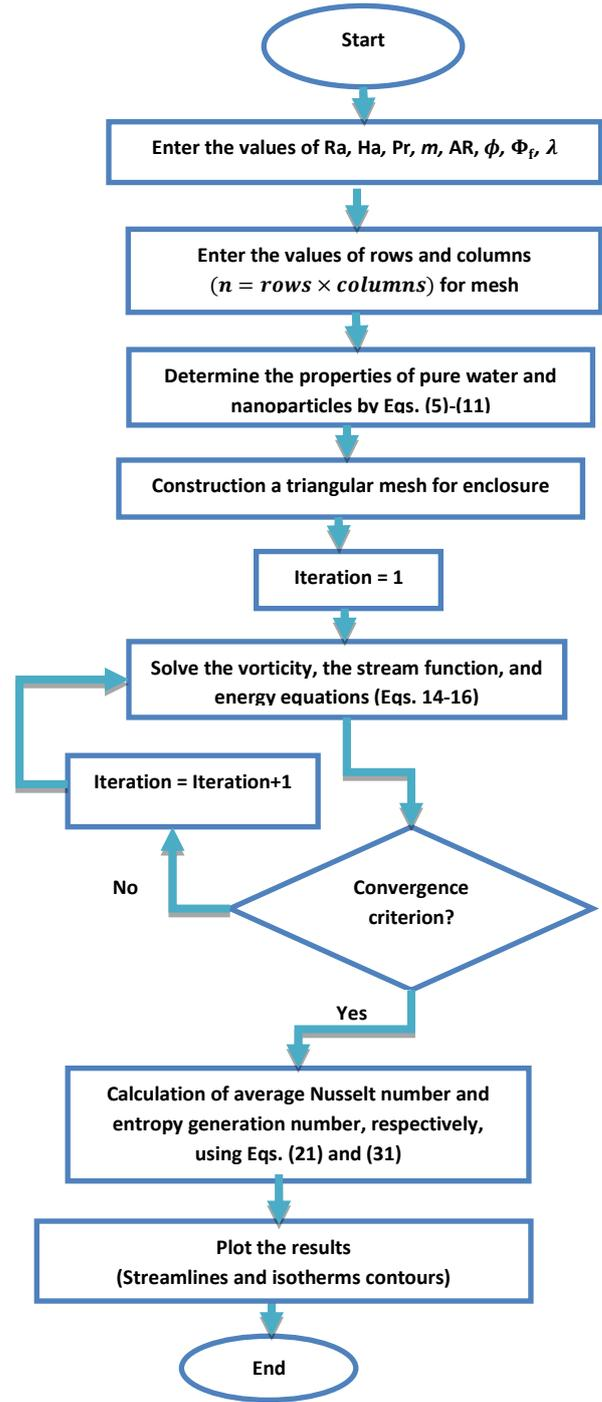 Start
Enter the values of Ra, Ha, Pr, m, AR, ϕ, Φf, λ
Enter the values of rows and columns
(n = rows × columns) for mesh
Determine the properties of pure water and
nanoparticles by Eqs. (5)-(11)
Construction a triangular mesh for enclosure
Iteration = 1
Solve the vorticity, the stream function, and
energy equations (Eqs. 14-16)
Iteration = Iteration+1
No
Convergence
criterion?
Yes
Calculation of average Nusselt number and
entropy generation number, respectively,
using Eqs. (21) and (31)
Plot the results
(Streamlines and isotherms contours)
End